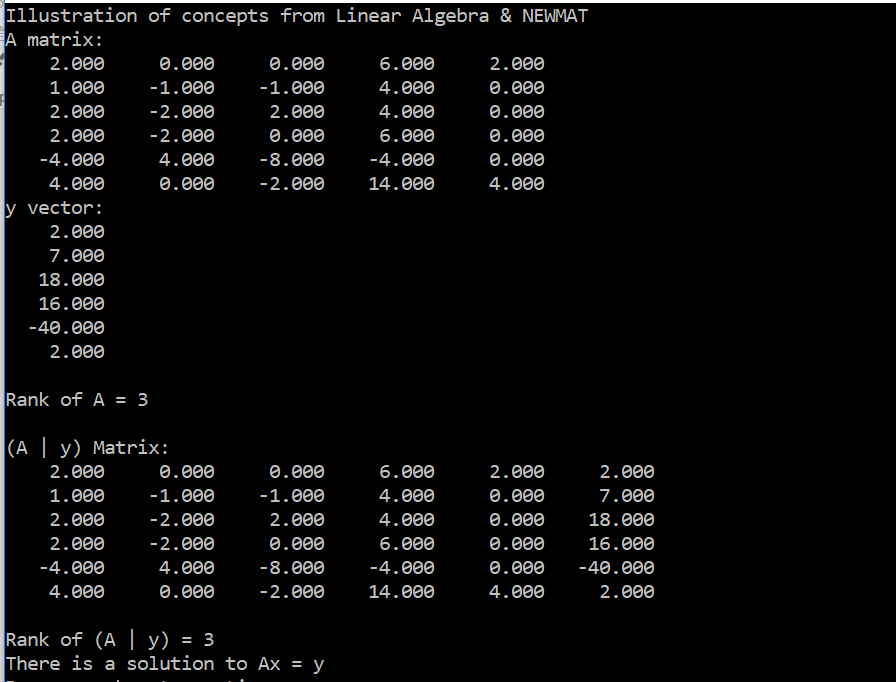 Illustration of concepts from Linear Algebra & NEWMAT
A matrix:
2.000 0.000 0.000 6.000 2.000
1.000 -1.000 -1.000 4.000 0.000
2.000 -2.000 2.000 4.000 0.000
2.000 -2.000 0.000 6.000 0.000
-4.000 4.000 -8.000 -4.000 0.000
4.000 0.000 -2.000 14.000 4.000
y vector:
2.000
7.000
18.000
16.000
-40.000
2.000
Rank of A = 3
(A | y) Matrix:
2.000 0.000 0.000 6.000 2.000 2.000
1.000 -1.000 -1.000 4.000 0.000 7.000
2.000 -2.000 2.000 4.000 0.000 18.000
2.000 -2.000 0.000 6.000 0.000 16.000
-4.000 4.000 -8.000 -4.000 0.000 -40.000
4.000 0.000 -2.000 14.000 4.000 2.000
Rank of (A | y) = 3
There is a solution to Ax = y